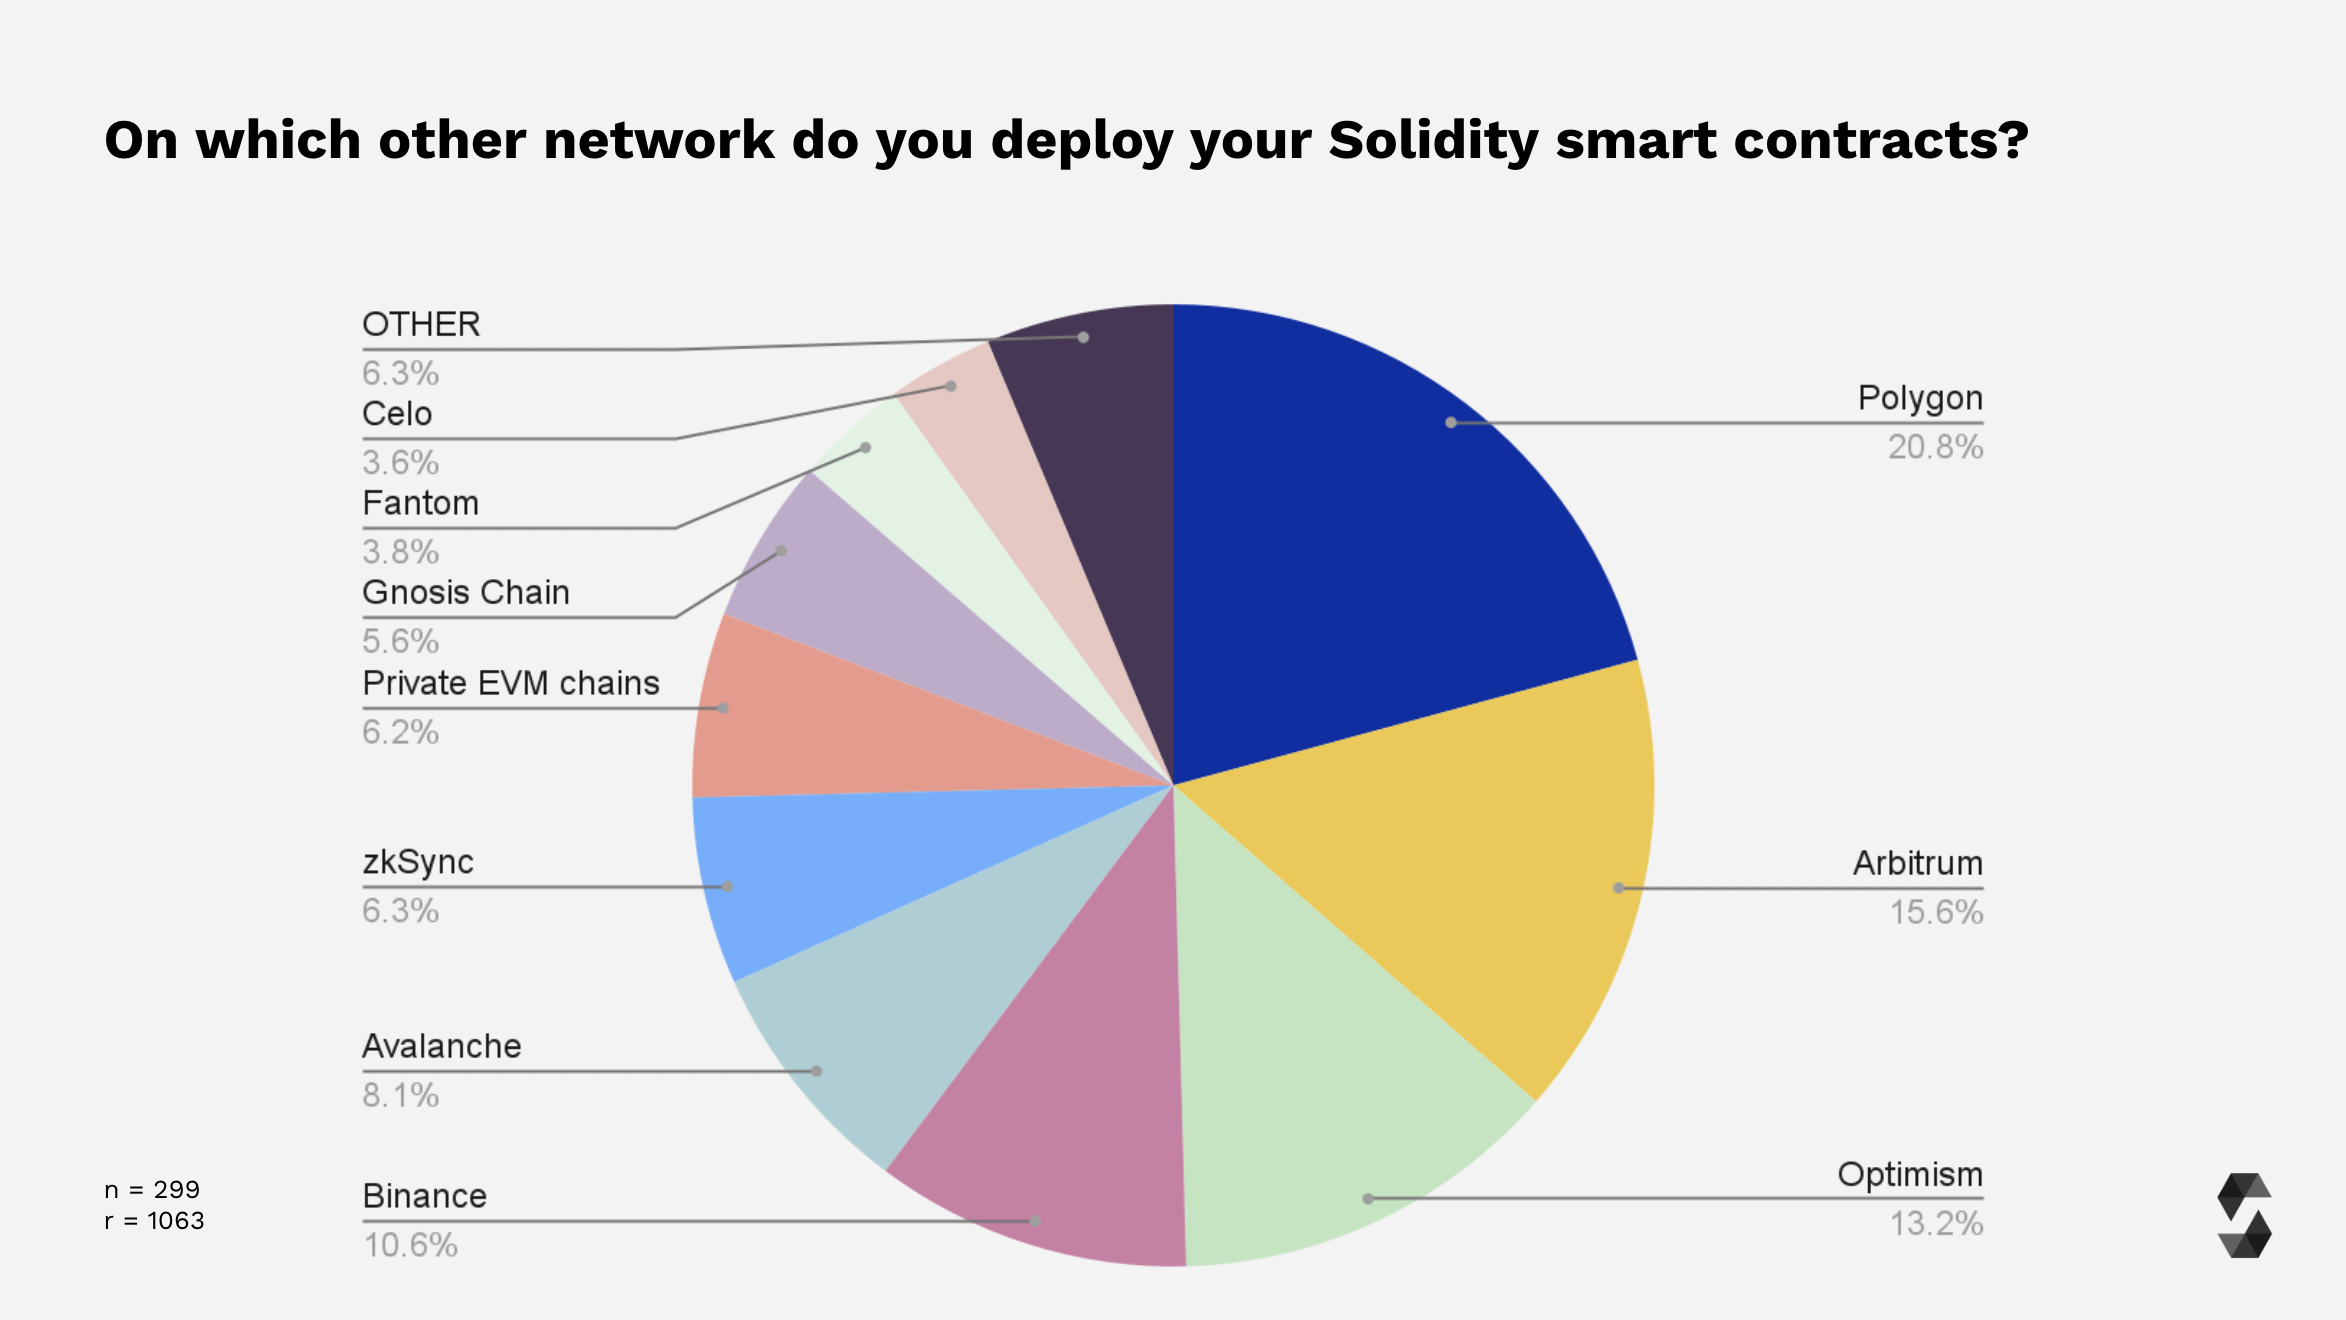 On which other network do you deploy your Solidity smart contracts?
OTHER
6.3%
Celo
3.6%
Fantom
3.8%
Gnosis Chain
5.6%
Private EVM chains
6.2%
zkSync
6.3%
Avalanche
8.1%
Binance
10.6%
Polygon
20.8%
Arbitrum
15.6%
Optimism
13.2%
n = 299
r = 1063